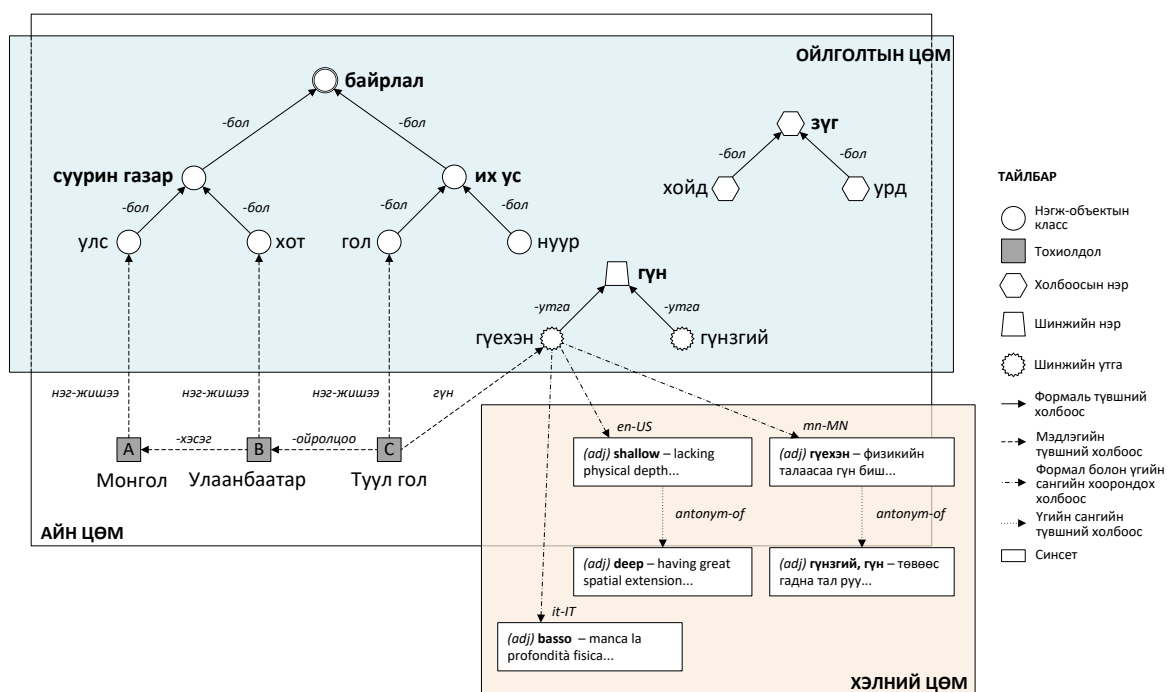 ОЙЛГОЛТЫН ЦӨМ
байрлал
-бол
-бол
зүг
-бол
-бол
хойд
урд
суурин газар
их ус
-бол
-бол
-бол
-бол
улс
хот
гол
нуур
гүн
-утга
-утга
гүехэн
гүнзгий
нэг-жишээ
нэг-жишээ
нэг-жишээ
гүн
A
-хэсэг
B
-ойролцоо
C
Монгол
Улаанбаатар
Туул гол
АЙН ЦӨМ
en-US
mn-MN
(adj) shallow – lacking
physical depth...
(adj) гүехэн – физикийн
талаасаа гүн биш...
antonym-of
antonym-of
(adj) deep – having great
spatial extension...
(adj) гүнзгий, гүн – төвөөс
гадна тал руу...
it-IT
(adj) basso – manca la
profondità fisica...
ХЭЛНИЙ ЦӨМ
ТАЙЛБАР
Нэгж-объектын
класс
Тохиолдол
Холбоосын нэр
Шинжийн нэр
Шинжийн утга
Формаль түвшний
холбоос
Мэдлэгийн
түвшний холбоос
Формал болон үгийн
сангийн хоорондох
холбоос
Үгийн сангийн
түвшний холбоос
Синсет